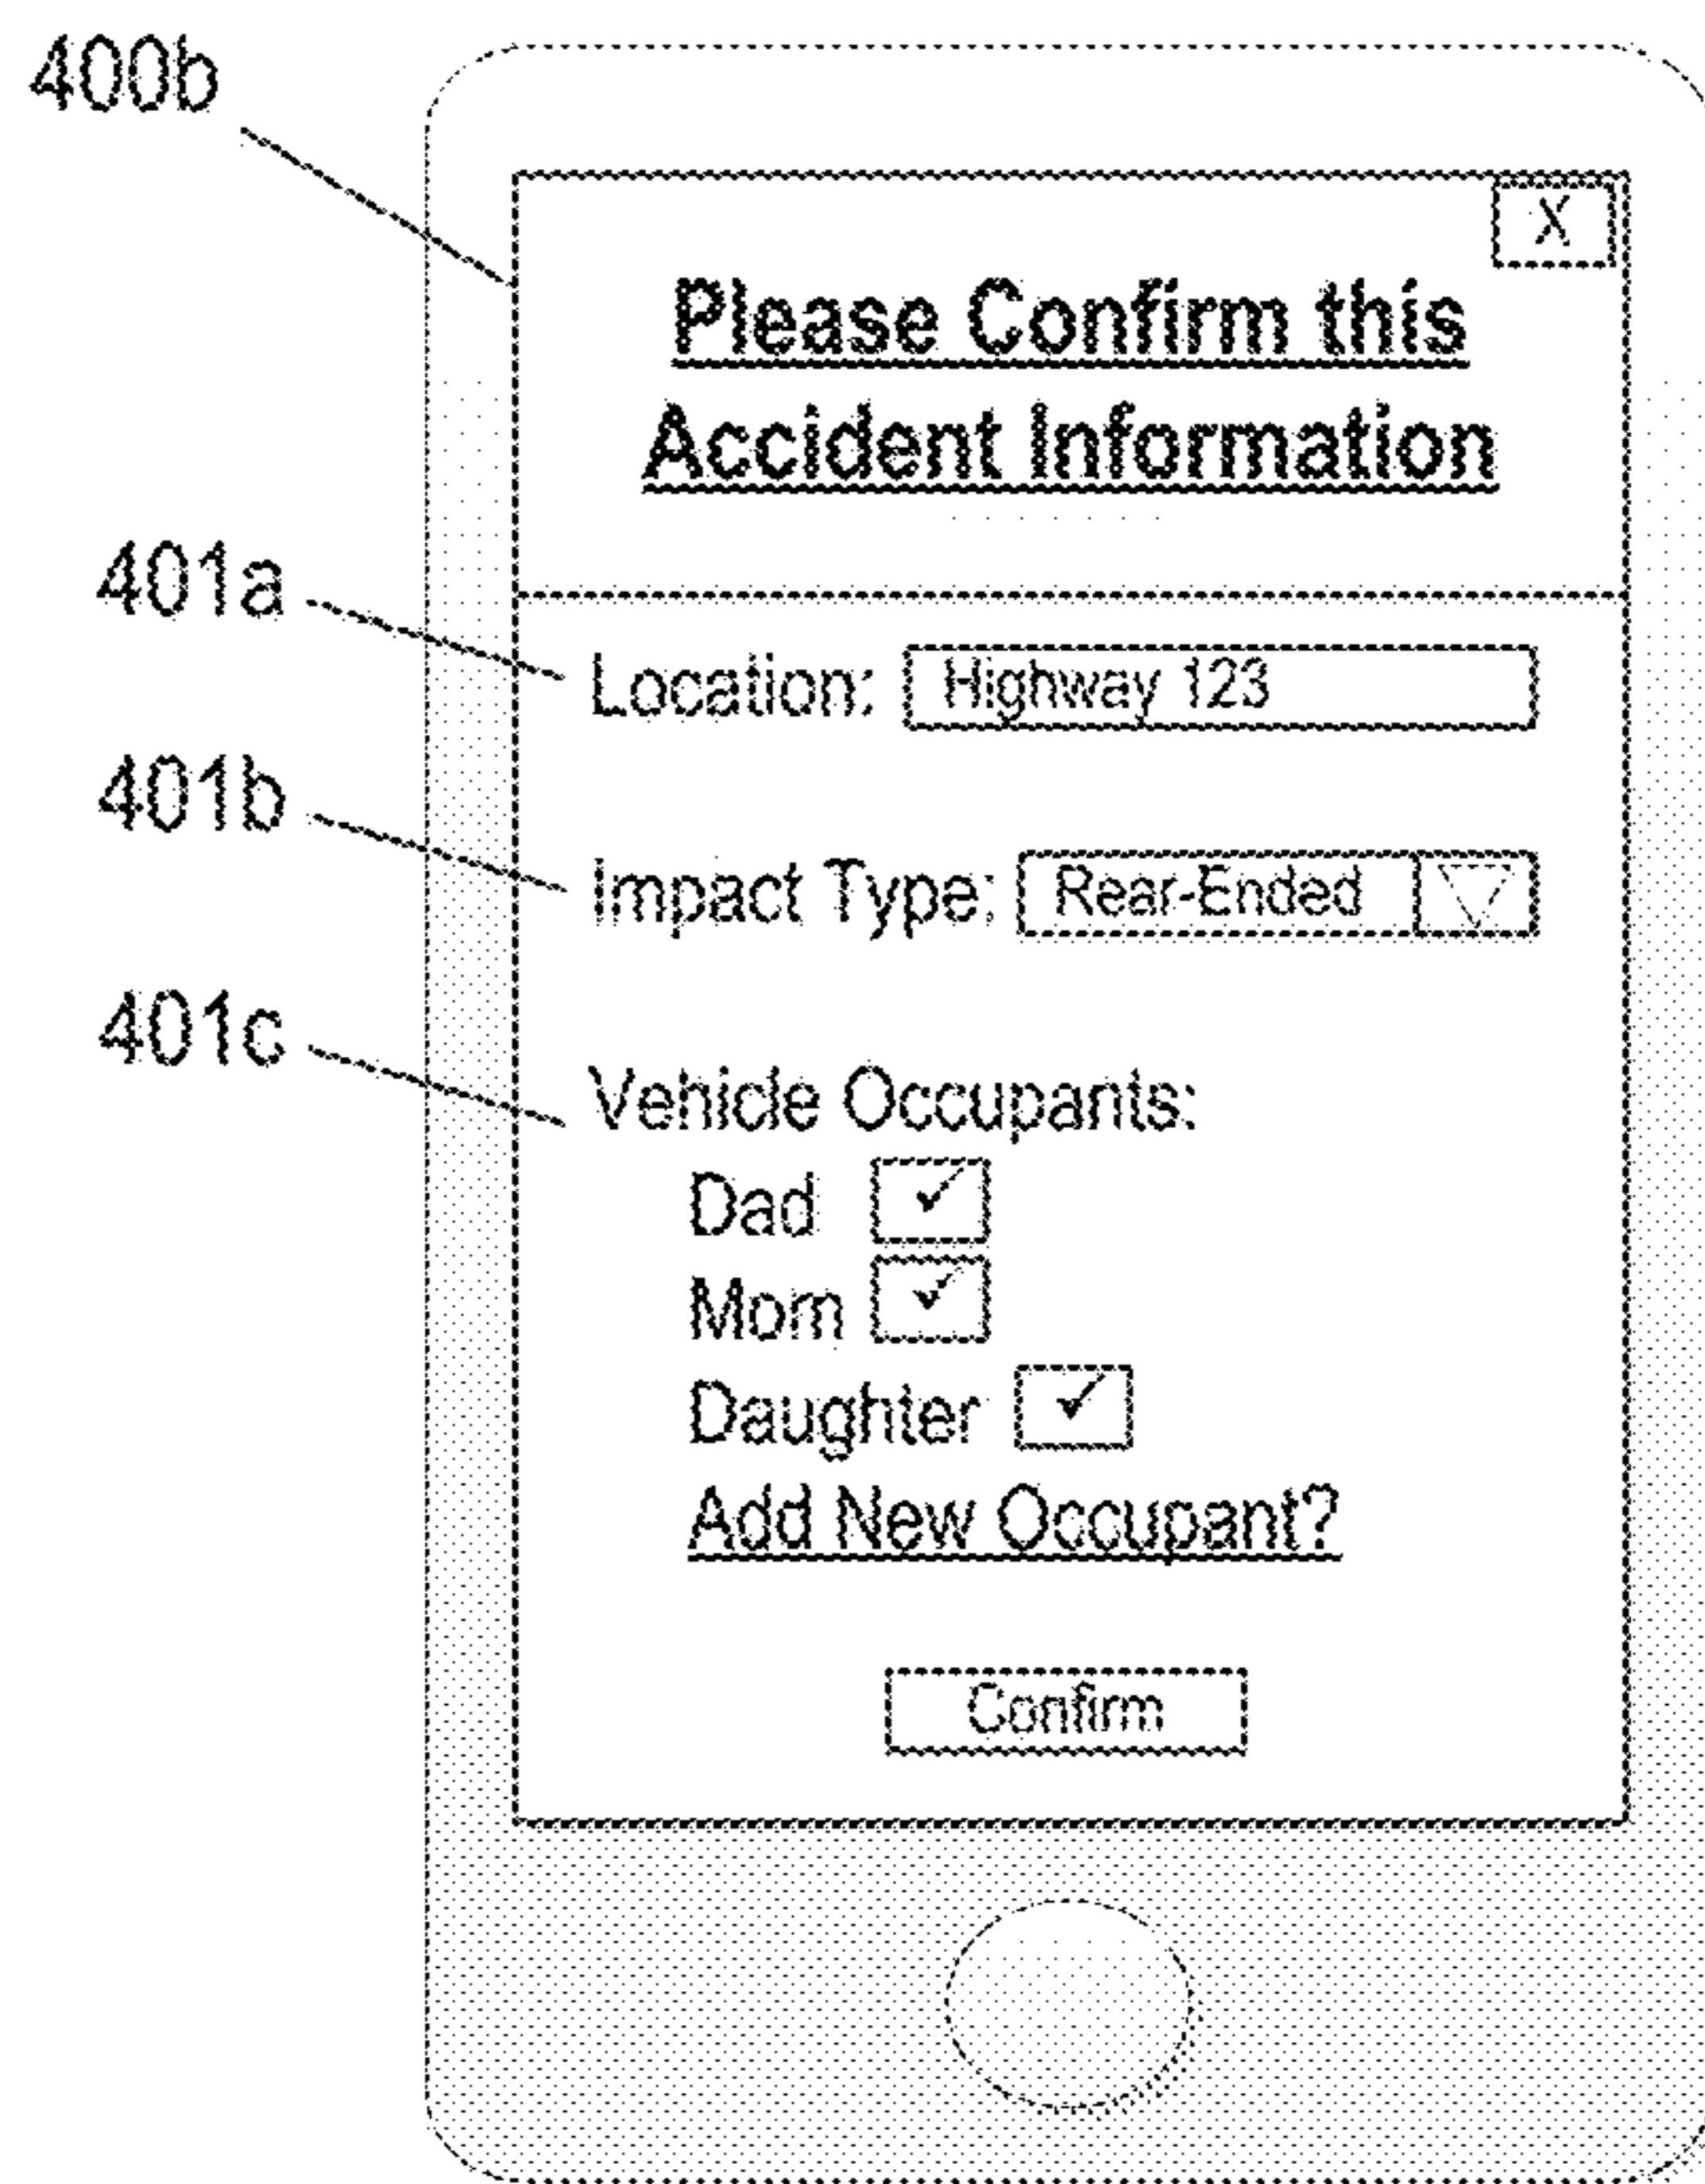 400b
X
Please Confirm this
Accident Information
401a
Location: Highway 123
401b
Impact Type: Rear-Ended
401c
Vehicle Occupants:
Dad ✓
Mom ✓
Daughter ✓
Add New Occupant?
Confirm